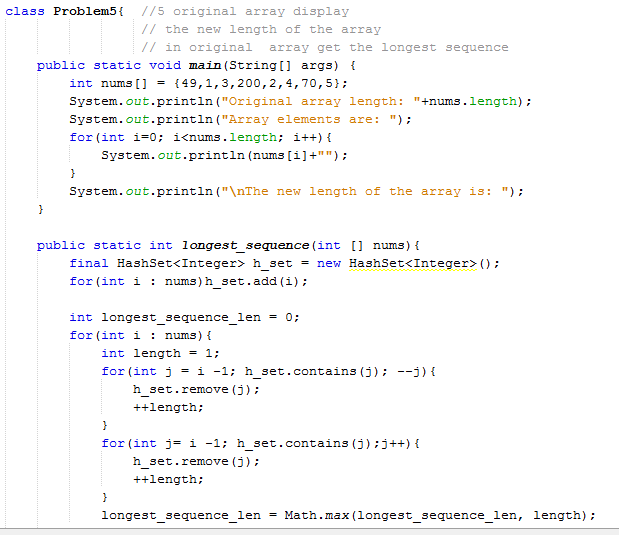 class Problem5{  //5 original array display
                 // the new length of the array
                 // in original  array get the longest sequence
    public static void main(String[] args) {
        int nums[] = {49,1,3,200,2,4,70,5};
        System.out.println("Original array length: "+nums.length);
        System.out.println("Array elements are: ");
        for(int i=0; i<nums.length; i++){
            System.out.println(nums[i]+"");
        }
        System.out.println("\nThe new length of the array is: ");
    }
    public static int longest_sequence(int [] nums){
        final HashSet<Integer> h_set = new HashSet<Integer>();
        for(int i : nums)h_set.add(i);
        int longest_sequence_len = 0;
        for(int i : nums){
            int length = 1;
            for(int j = i -1; h_set.contains(j); --j){
                h_set.remove(j);
                ++length;
            }
            for(int j= i -1; h_set.contains(j);j++){
                h_set.remove(j);
                ++length;
            }
            longest_sequence_len = Math.max(longest_sequence_len, length);